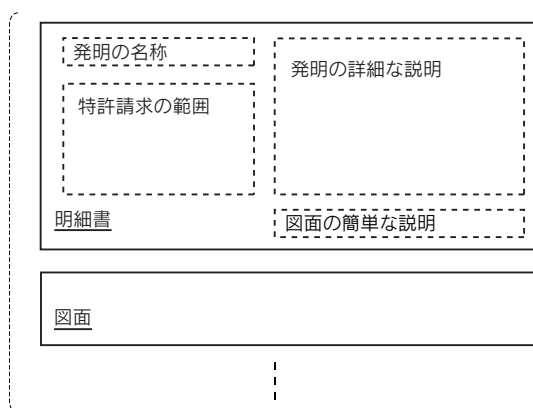 発明の名称
特許請求の範囲
発明の詳細な説明
明細書
図面の簡単な説明
図面